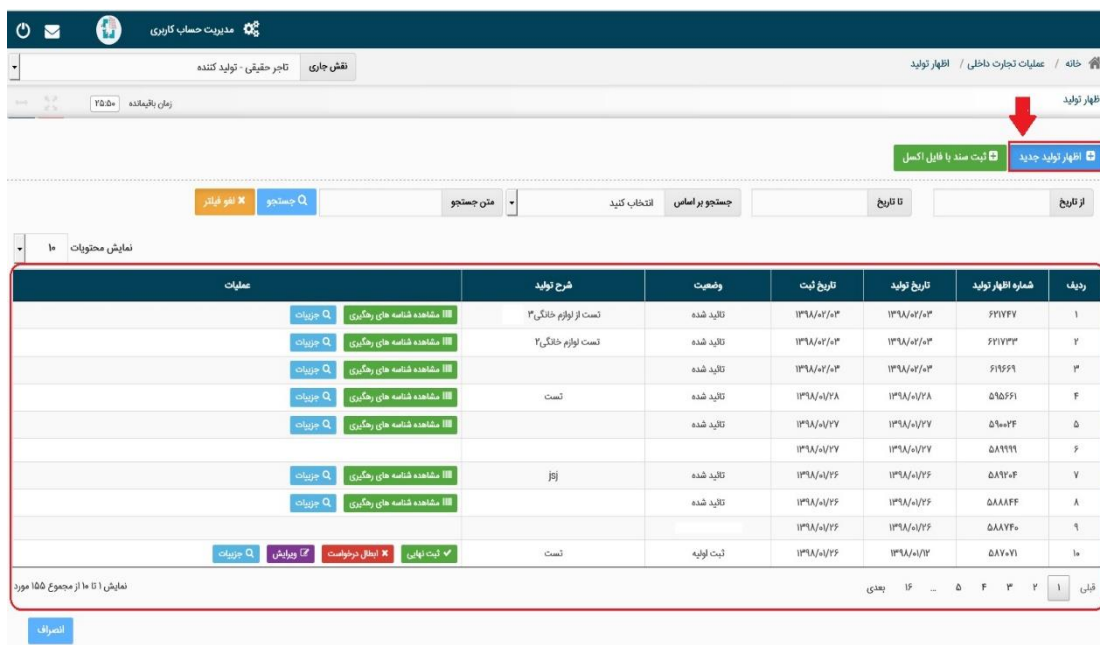 مدیریت حساب کاربری
خانه / عملیات تجارت داخلی / اظهار تولید
نقش جاری تاجر حقیقی - تولید کننده
ظهار تولید
زمان باقیمانده ۲۵:۵۰
اظهار تولید جدید ثبت سند با فایل اکسل
از تاریخ تا تاریخ جستجو بر اساس انتخاب کنید متن جستجو جستجو لغو فیلتر
نمایش محتویات ۱۰
ردیف شماره اظهار تولید تاریخ تولید تاریخ ثبت وضعیت شرح تولید عملیات
۱ ۶۲۱۷۴۷ ۱۳۹۸/۰۲/۰۳ ۱۳۹۸/۰۲/۰۳ تائید شده تست از لوازم خانگی۳ مشاهده شناسه های رهگیری جزییات
۲ ۶۲۱۷۳۳ ۱۳۹۸/۰۲/۰۳ ۱۳۹۸/۰۲/۰۳ تائید شده تست لوازم خانگی۲ مشاهده شناسه های رهگیری جزییات
۳ ۶۱۹۶۶۹ ۱۳۹۸/۰۲/۰۳ ۱۳۹۸/۰۲/۰۳ تائید شده مشاهده شناسه های رهگیری جزییات
۴ ۵۹۵۶۶۱ ۱۳۹۸/۰۱/۲۸ ۱۳۹۸/۰۱/۲۸ تائید شده تست مشاهده شناسه های رهگیری جزییات
۵ ۵۹۰۰۲۴ ۱۳۹۸/۰۱/۲۷ ۱۳۹۸/۰۱/۲۷ تائید شده مشاهده شناسه های رهگیری جزییات
۶ ۵۸۹۹۹۹ ۱۳۹۸/۰۱/۲۷ ۱۳۹۸/۰۱/۲۷
۷ ۵۸۹۲۰۴ ۱۳۹۸/۰۱/۲۶ ۱۳۹۸/۰۱/۲۶ تائید شده jsj مشاهده شناسه های رهگیری جزییات
۸ ۵۸۸۸۴۴ ۱۳۹۸/۰۱/۲۶ ۱۳۹۸/۰۱/۲۶ تائید شده مشاهده شناسه های رهگیری جزییات
۹ ۵۸۸۷۴۰ ۱۳۹۸/۰۱/۲۶ ۱۳۹۸/۰۱/۲۶
۱۰ ۵۸۷۰۷۱ ۱۳۹۸/۰۱/۱۲ ۱۳۹۸/۰۱/۲۶ ثبت اولیه تست ثبت نهایی ابطال درخواست ویرایش جزییات
قبلی ۱ ۲ ۳ ۴ ۵ ... ۱۶ بعدی
نمایش ۱ تا ۱۰ از مجموع ۱۵۵ مورد
انصراف